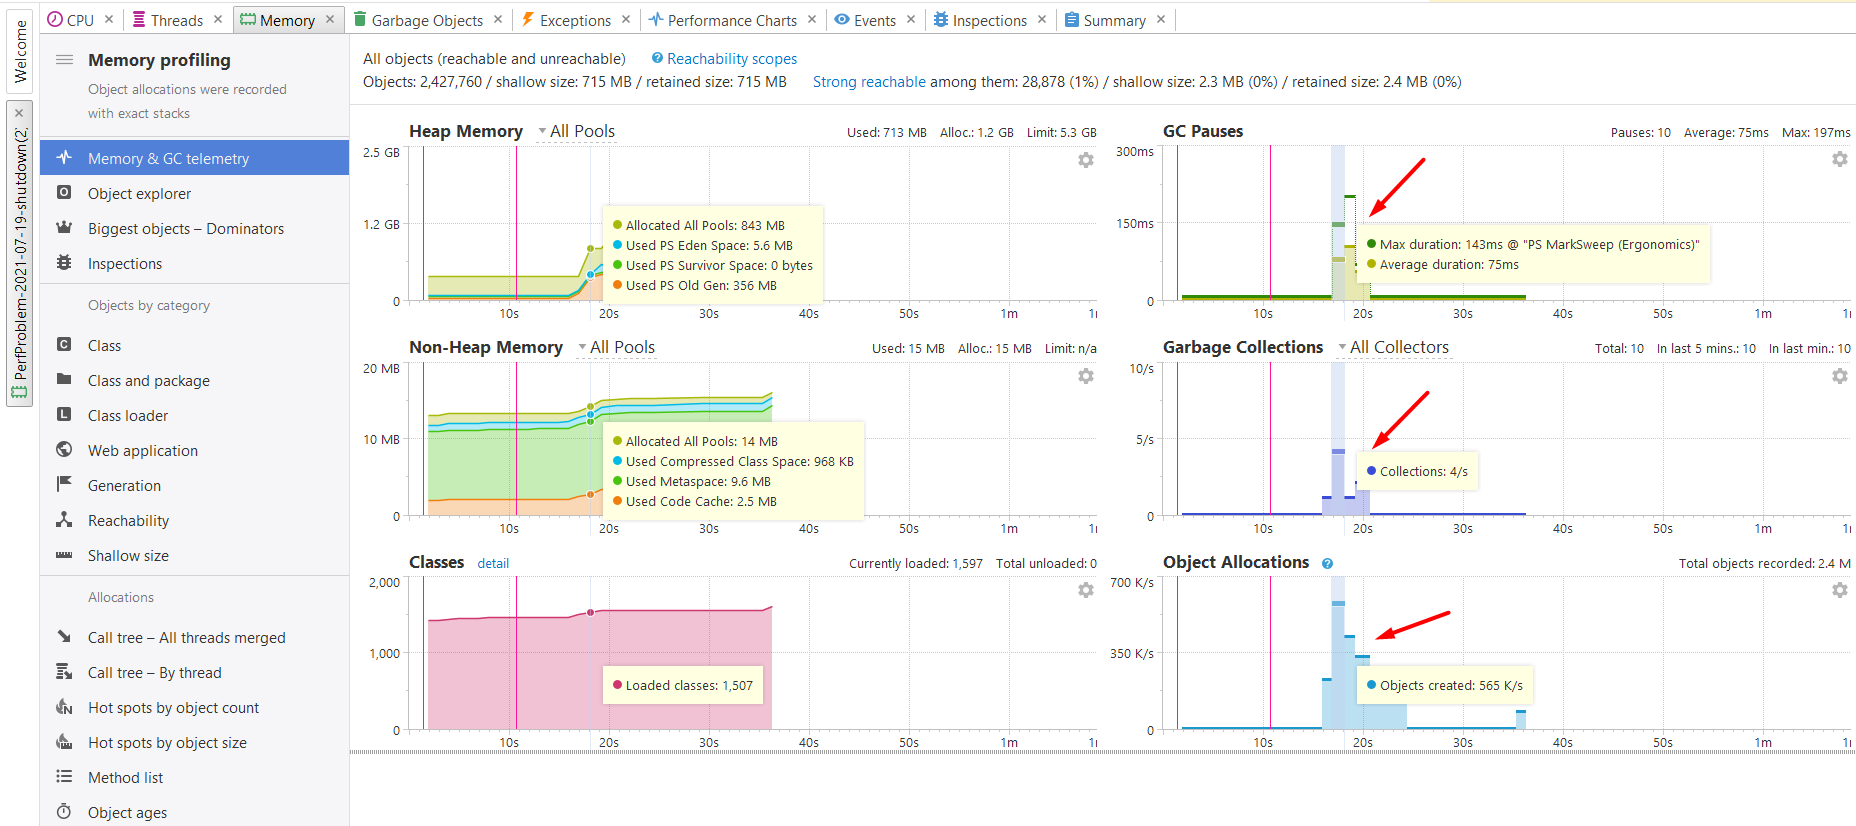 CPU
Threads
Memory
Garbage Objects
Exceptions
Performance Charts
Events
Inspections
Summary
Welcome
PerfProblem-2021-07-19-shutdown(2)
Memory profiling
Object allocations were recorded
with exact stacks
Memory & GC telemetry
Object explorer
Biggest objects – Dominators
Inspections
Objects by category
Class
Class and package
Class loader
Web application
Generation
Reachability
Shallow size
Allocations
Call tree – All threads merged
Call tree – By thread
Hot spots by object count
Hot spots by object size
Method list
Object ages
All objects (reachable and unreachable) Reachability scopes
Objects: 2,427,760 / shallow size: 715 MB / retained size: 715 MB Strong reachable among them: 28,878 (1%) / shallow size: 2.3 MB (0%) / retained size: 2.4 MB (0%)
Heap Memory All Pools Used: 713 MB Alloc.: 1.2 GB Limit: 5.3 GB
2.5 GB
1.2 GB
0
Allocated All Pools: 843 MB
Used PS Eden Space: 5.6 MB
Used PS Survivor Space: 0 bytes
Used PS Old Gen: 356 MB
10s 20s 30s 40s 50s 1m
GC Pauses Pauses: 10 Average: 75ms Max: 197ms
300ms
150ms
0
Max duration: 143ms @ "PS MarkSweep (Ergonomics)"
Average duration: 75ms
10s 20s 30s 40s 50s 1m
Non-Heap Memory All Pools Used: 15 MB Alloc.: 15 MB Limit: n/a
20 MB
10 MB
0
Allocated All Pools: 14 MB
Used Compressed Class Space: 968 KB
Used Metaspace: 9.6 MB
Used Code Cache: 2.5 MB
10s 20s 30s 40s 50s 1m
Garbage Collections All Collectors Total: 10 In last 5 mins.: 10 In last min.: 10
10/s
5/s
0
Collections: 4/s
10s 20s 30s 40s 50s 1m
Classes detail Currently loaded: 1,597 Total unloaded: 0
2,000
1,000
0
Loaded classes: 1,507
10s 20s 30s 40s 50s 1m
Object Allocations Total objects recorded: 2.4 M
700 K/s
350 K/s
0
Objects created: 565 K/s
10s 20s 30s 40s 50s 1m